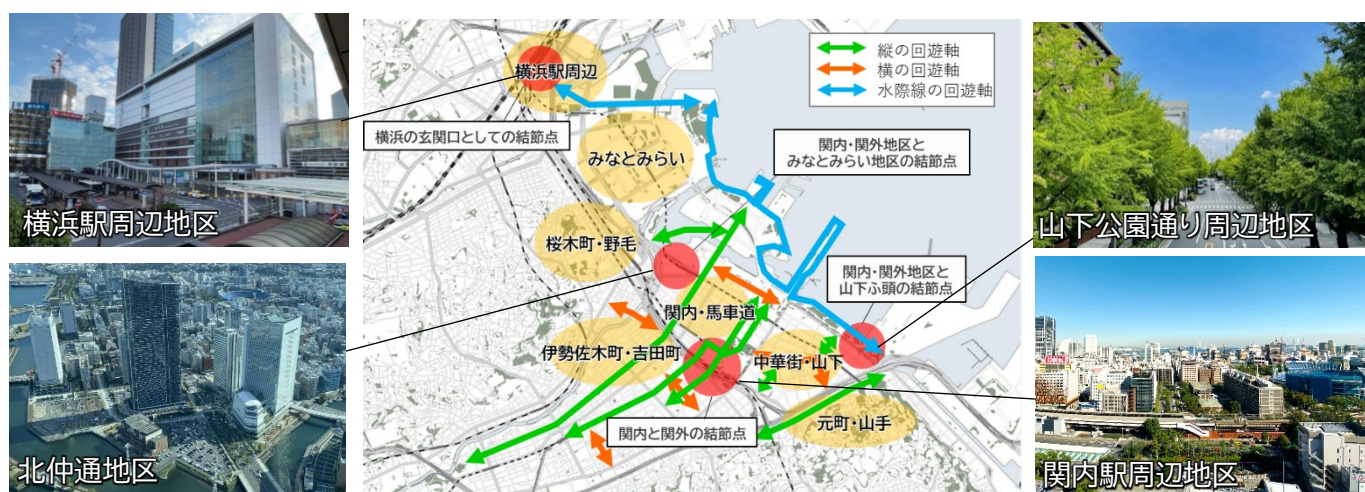 横浜駅周辺地区
北仲通地区
横浜駅周辺
横浜の玄関口としての結節点
みなとみらい
桜木町・野毛
関内・馬車道
伊勢佐木町・吉田町
中華街・山下
元町・山手
関内と関外の結節点
縦の回遊軸
横の回遊軸
水際線の回遊軸
関内・関外地区と
みなとみらい地区の結節点
関内・関外地区と
山下ふ頭の結節点
山下公園通り周辺地区
関内駅周辺地区